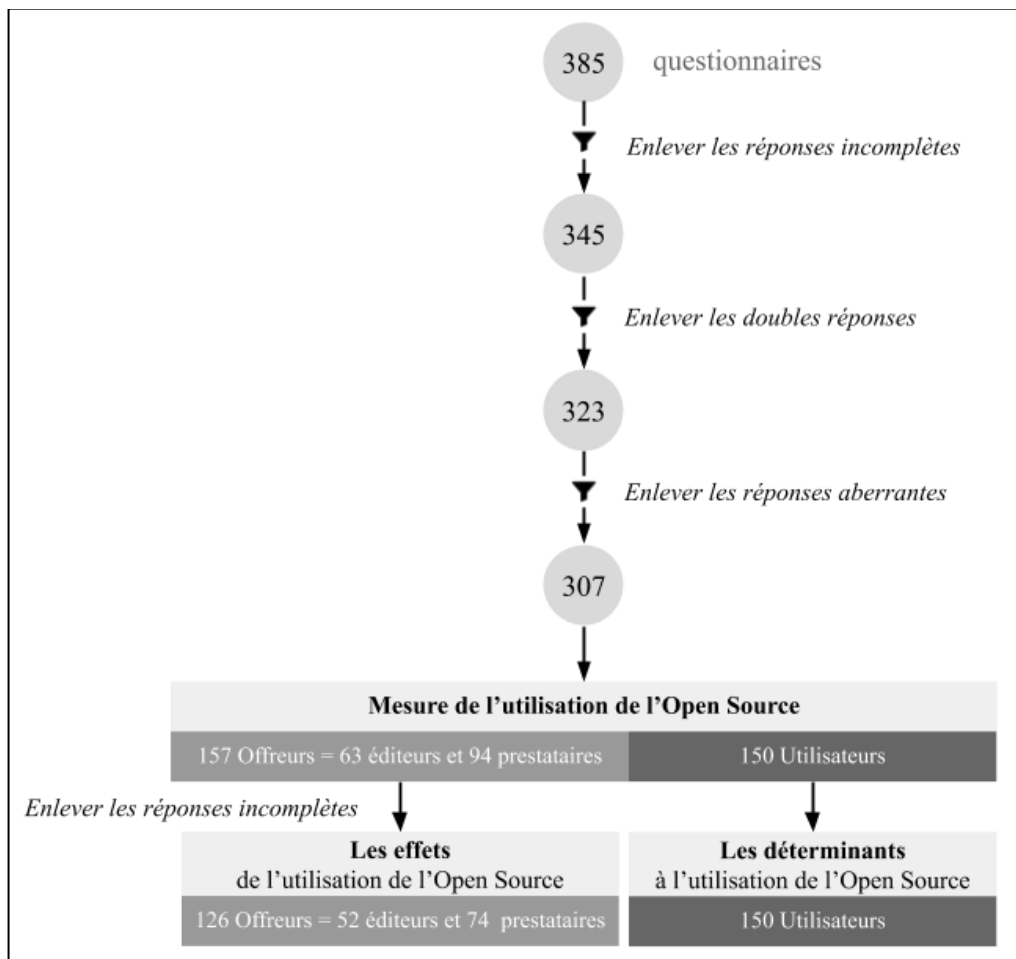 385 questionnaires
Enlever les réponses incomplètes
345
Enlever les doubles réponses
323
Enlever les réponses aberrantes
307
Mesure de l’utilisation de l’Open Source
157 Offreurs = 63 éditeurs et 94 prestataires
150 Utilisateurs
Enlever les réponses incomplètes
Les effets
de l’utilisation de l’Open Source
126 Offreurs = 52 éditeurs et 74 prestataires
Les déterminants
à l’utilisation de l’Open Source
150 Utilisateurs